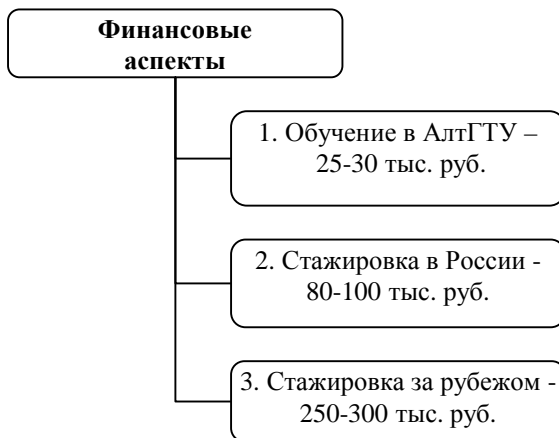 Финансовые
аспекты
1. Обучение в АлтГТУ –
25-30 тыс. руб.
2. Стажировка в России -
80-100 тыс. руб.
3. Стажировка за рубежом -
250-300 тыс. руб.